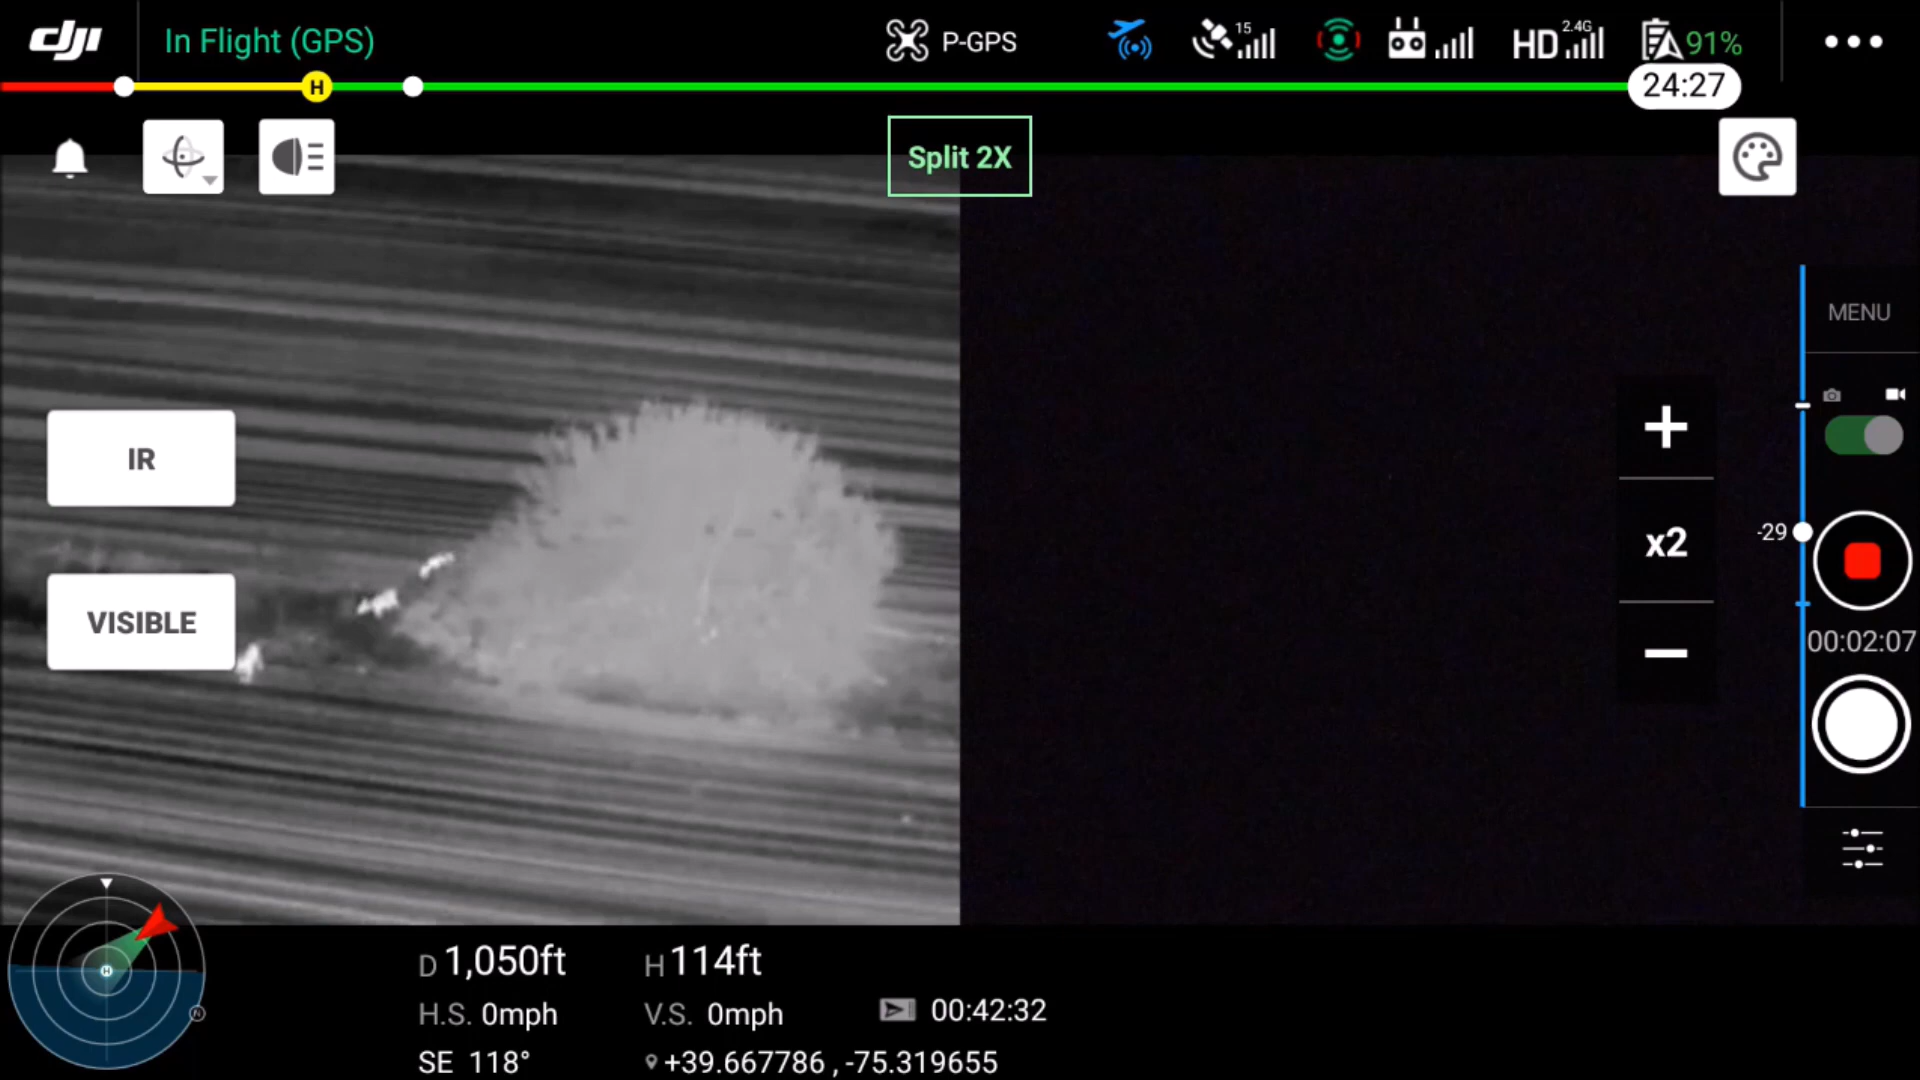 dji
In Flight (GPS)
P-GPS
15
HD 2.4G
91%
H
24:27
Split 2X
MENU
IR
x2
-29
VISIBLE
00:02:07
H
N
D 1,050ft
H 114ft
H.S. 0mph
V.S. 0mph
00:42:32
SE 118°
+39.667786 , -75.319655